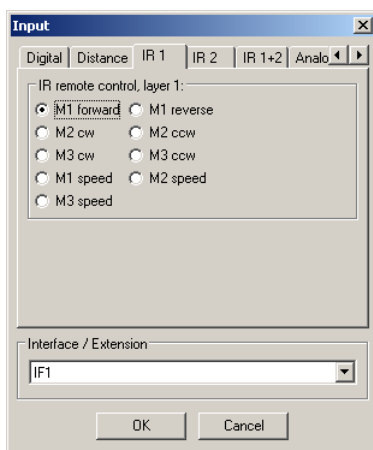 Input
Digital Distance IR 1 IR 2 IR 1+2 Analo
IR remote control, layer 1:
M1 forward M1 reverse
M2 cw M2 ccw
M3 cw M3 ccw
M1 speed M2 speed
M3 speed
Interface / Extension
IF1
OK Cancel